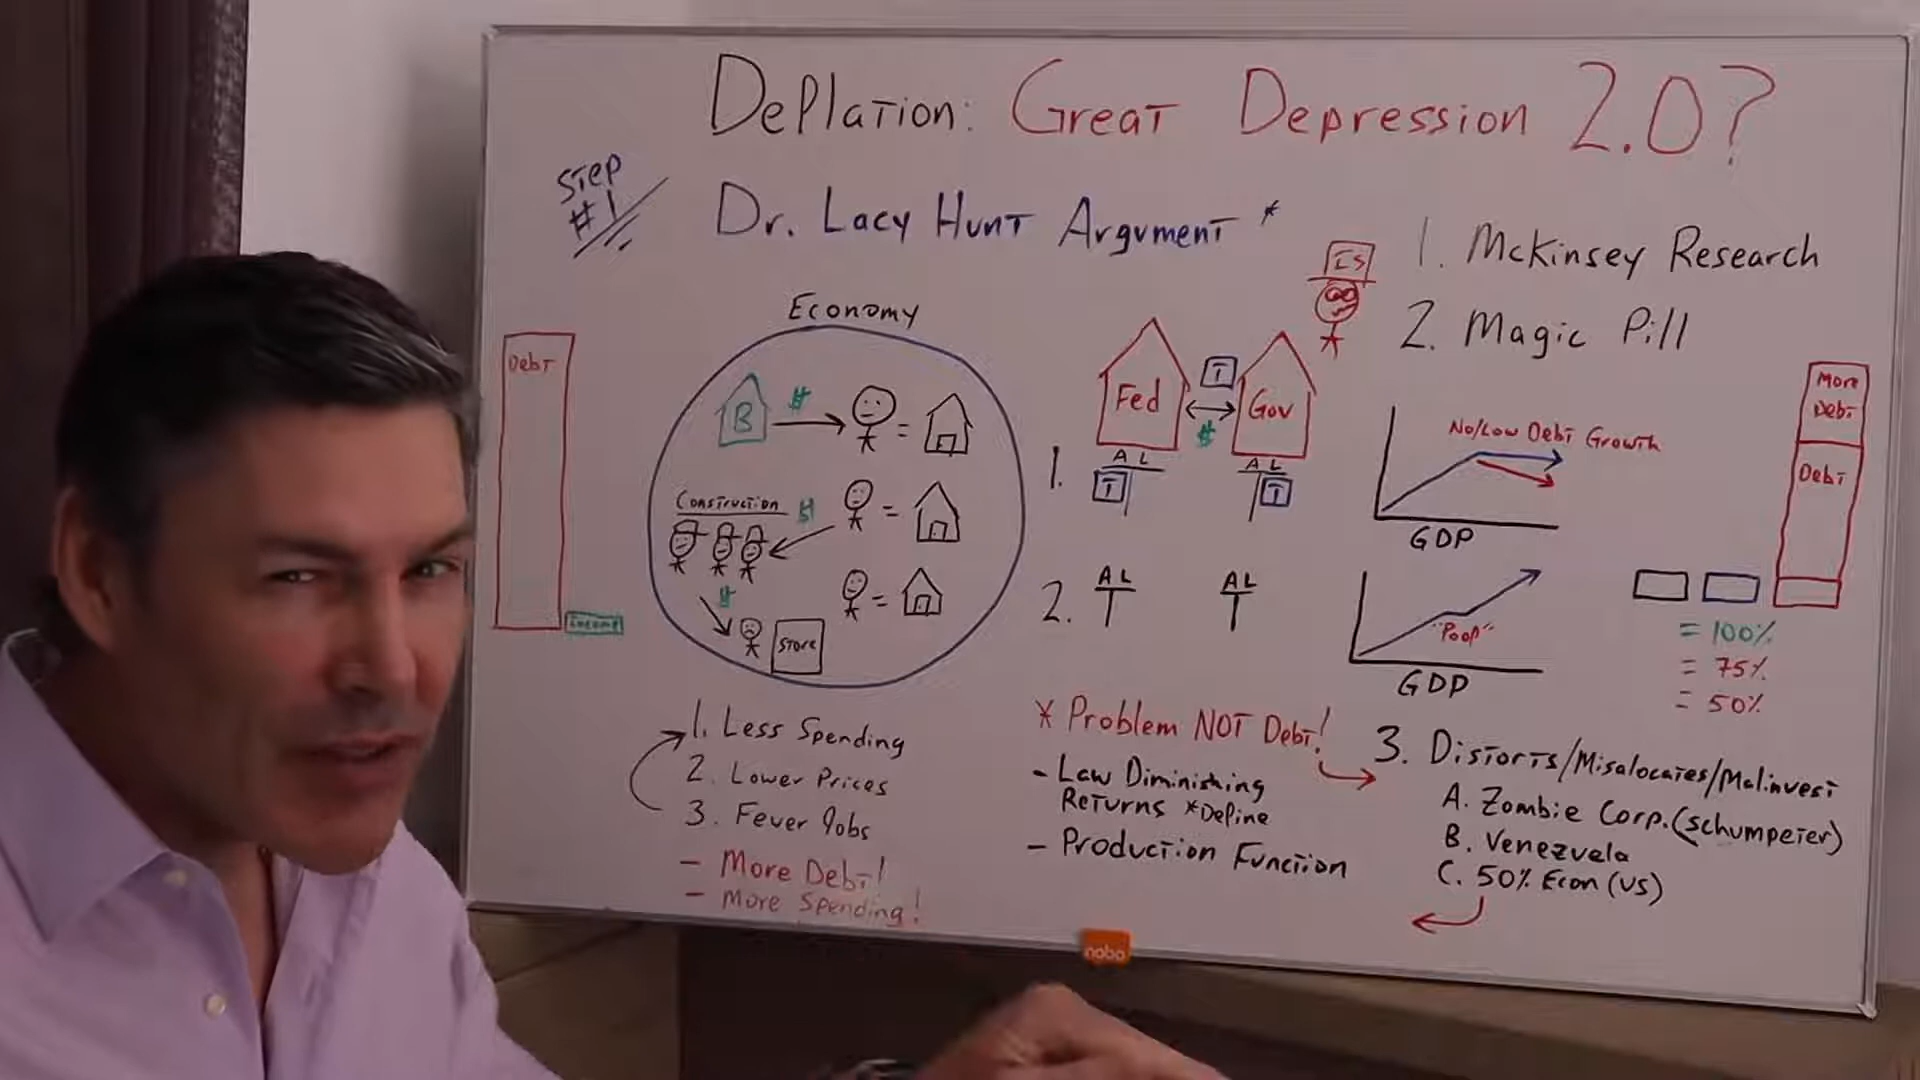 DePlation: Great Depression 2.0?
STep
#1
Dr. Lacy Hunt Argument *
1. McKinsey Research
2. Magic Pill
IS
Economy
Debt
B
$
=
Construction
$
=
$
=
Store
Income
Fed
T
$
Gov
1.
A L
T
A L
T
2.
A L
A L
No/Low Debt Growth
GDP
"Poop"
GDP
More
Debt
Debt
= 100%
= 75%
= 50%
1. Less Spending
2. Lower Prices
3. Fewer Jobs
- More Debt!
- More Spending!
* Problem NOT Debt!
- Law Diminishing
Returns *Define
- Production Function
3. Distorts/Misalocates/Malinvest
A. Zombie Corp. (Schumpeter)
B. Venezuela
C. 50% Econ (US)
nobo